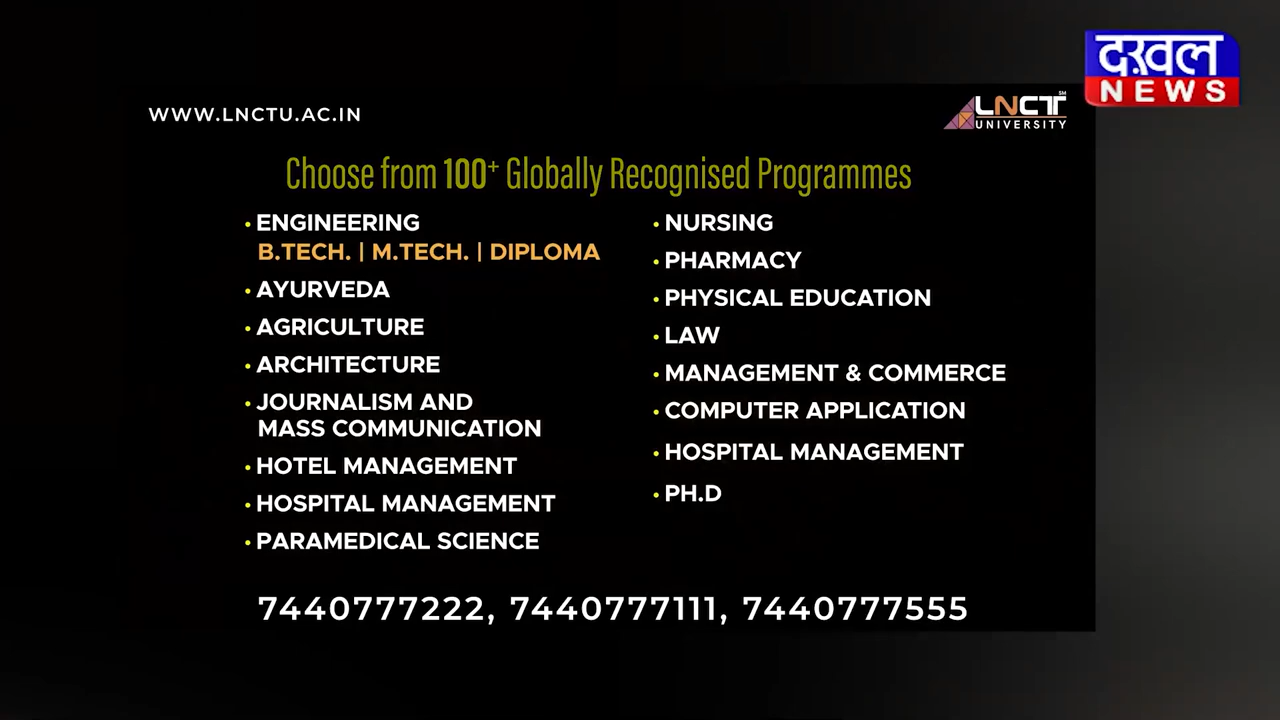 दख़ल
NEWS
WWW.LNCTU.AC.IN
LNCT SM
UNIVERSITY
Choose from 100+ Globally Recognised Programmes
• ENGINEERING
B.TECH. | M.TECH. | DIPLOMA
• AYURVEDA
• AGRICULTURE
• ARCHITECTURE
• JOURNALISM AND
MASS COMMUNICATION
• HOTEL MANAGEMENT
• HOSPITAL MANAGEMENT
• PARAMEDICAL SCIENCE
• NURSING
• PHARMACY
• PHYSICAL EDUCATION
• LAW
• MANAGEMENT & COMMERCE
• COMPUTER APPLICATION
• HOSPITAL MANAGEMENT
• PH.D
7440777222, 7440777111, 7440777555